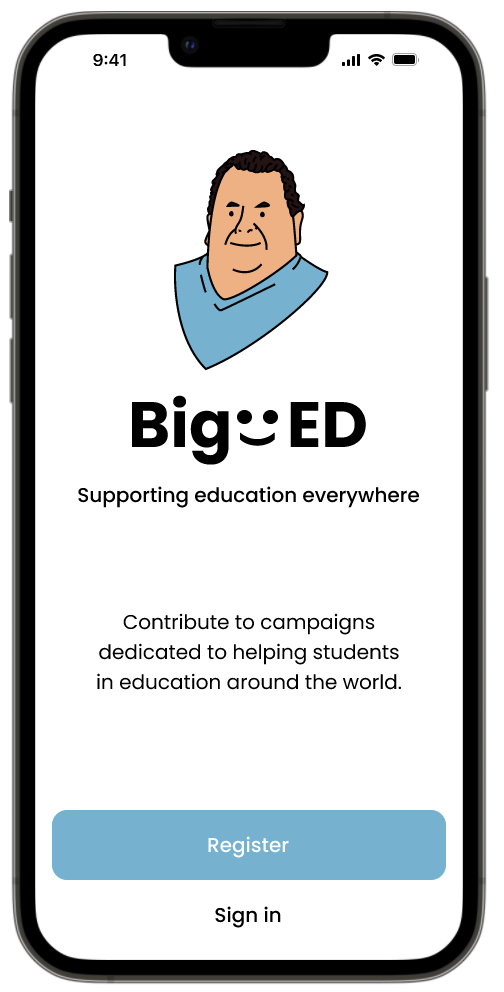 9:41
Big ED
Supporting education everywhere
Contribute to campaigns
dedicated to helping students
in education around the world.
Register
Sign in